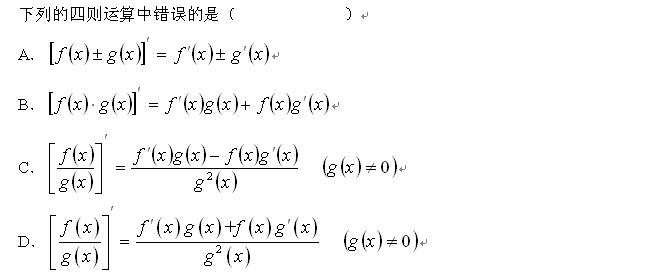 下列的四则运算中错误的是（ ）
A. [f(x)±g(x)]′ = f′(x)±g′(x)
B. [f(x)·g(x)]′ = f′(x)g(x)+ f(x)g′(x)
C. [f(x)/g(x)]′ = (f′(x)g(x)− f(x)g′(x))/g²(x) (g(x)≠0)
D. [f(x)/g(x)]′ = (f′(x)g(x)+f(x)g′(x))/g²(x) (g(x)≠0)